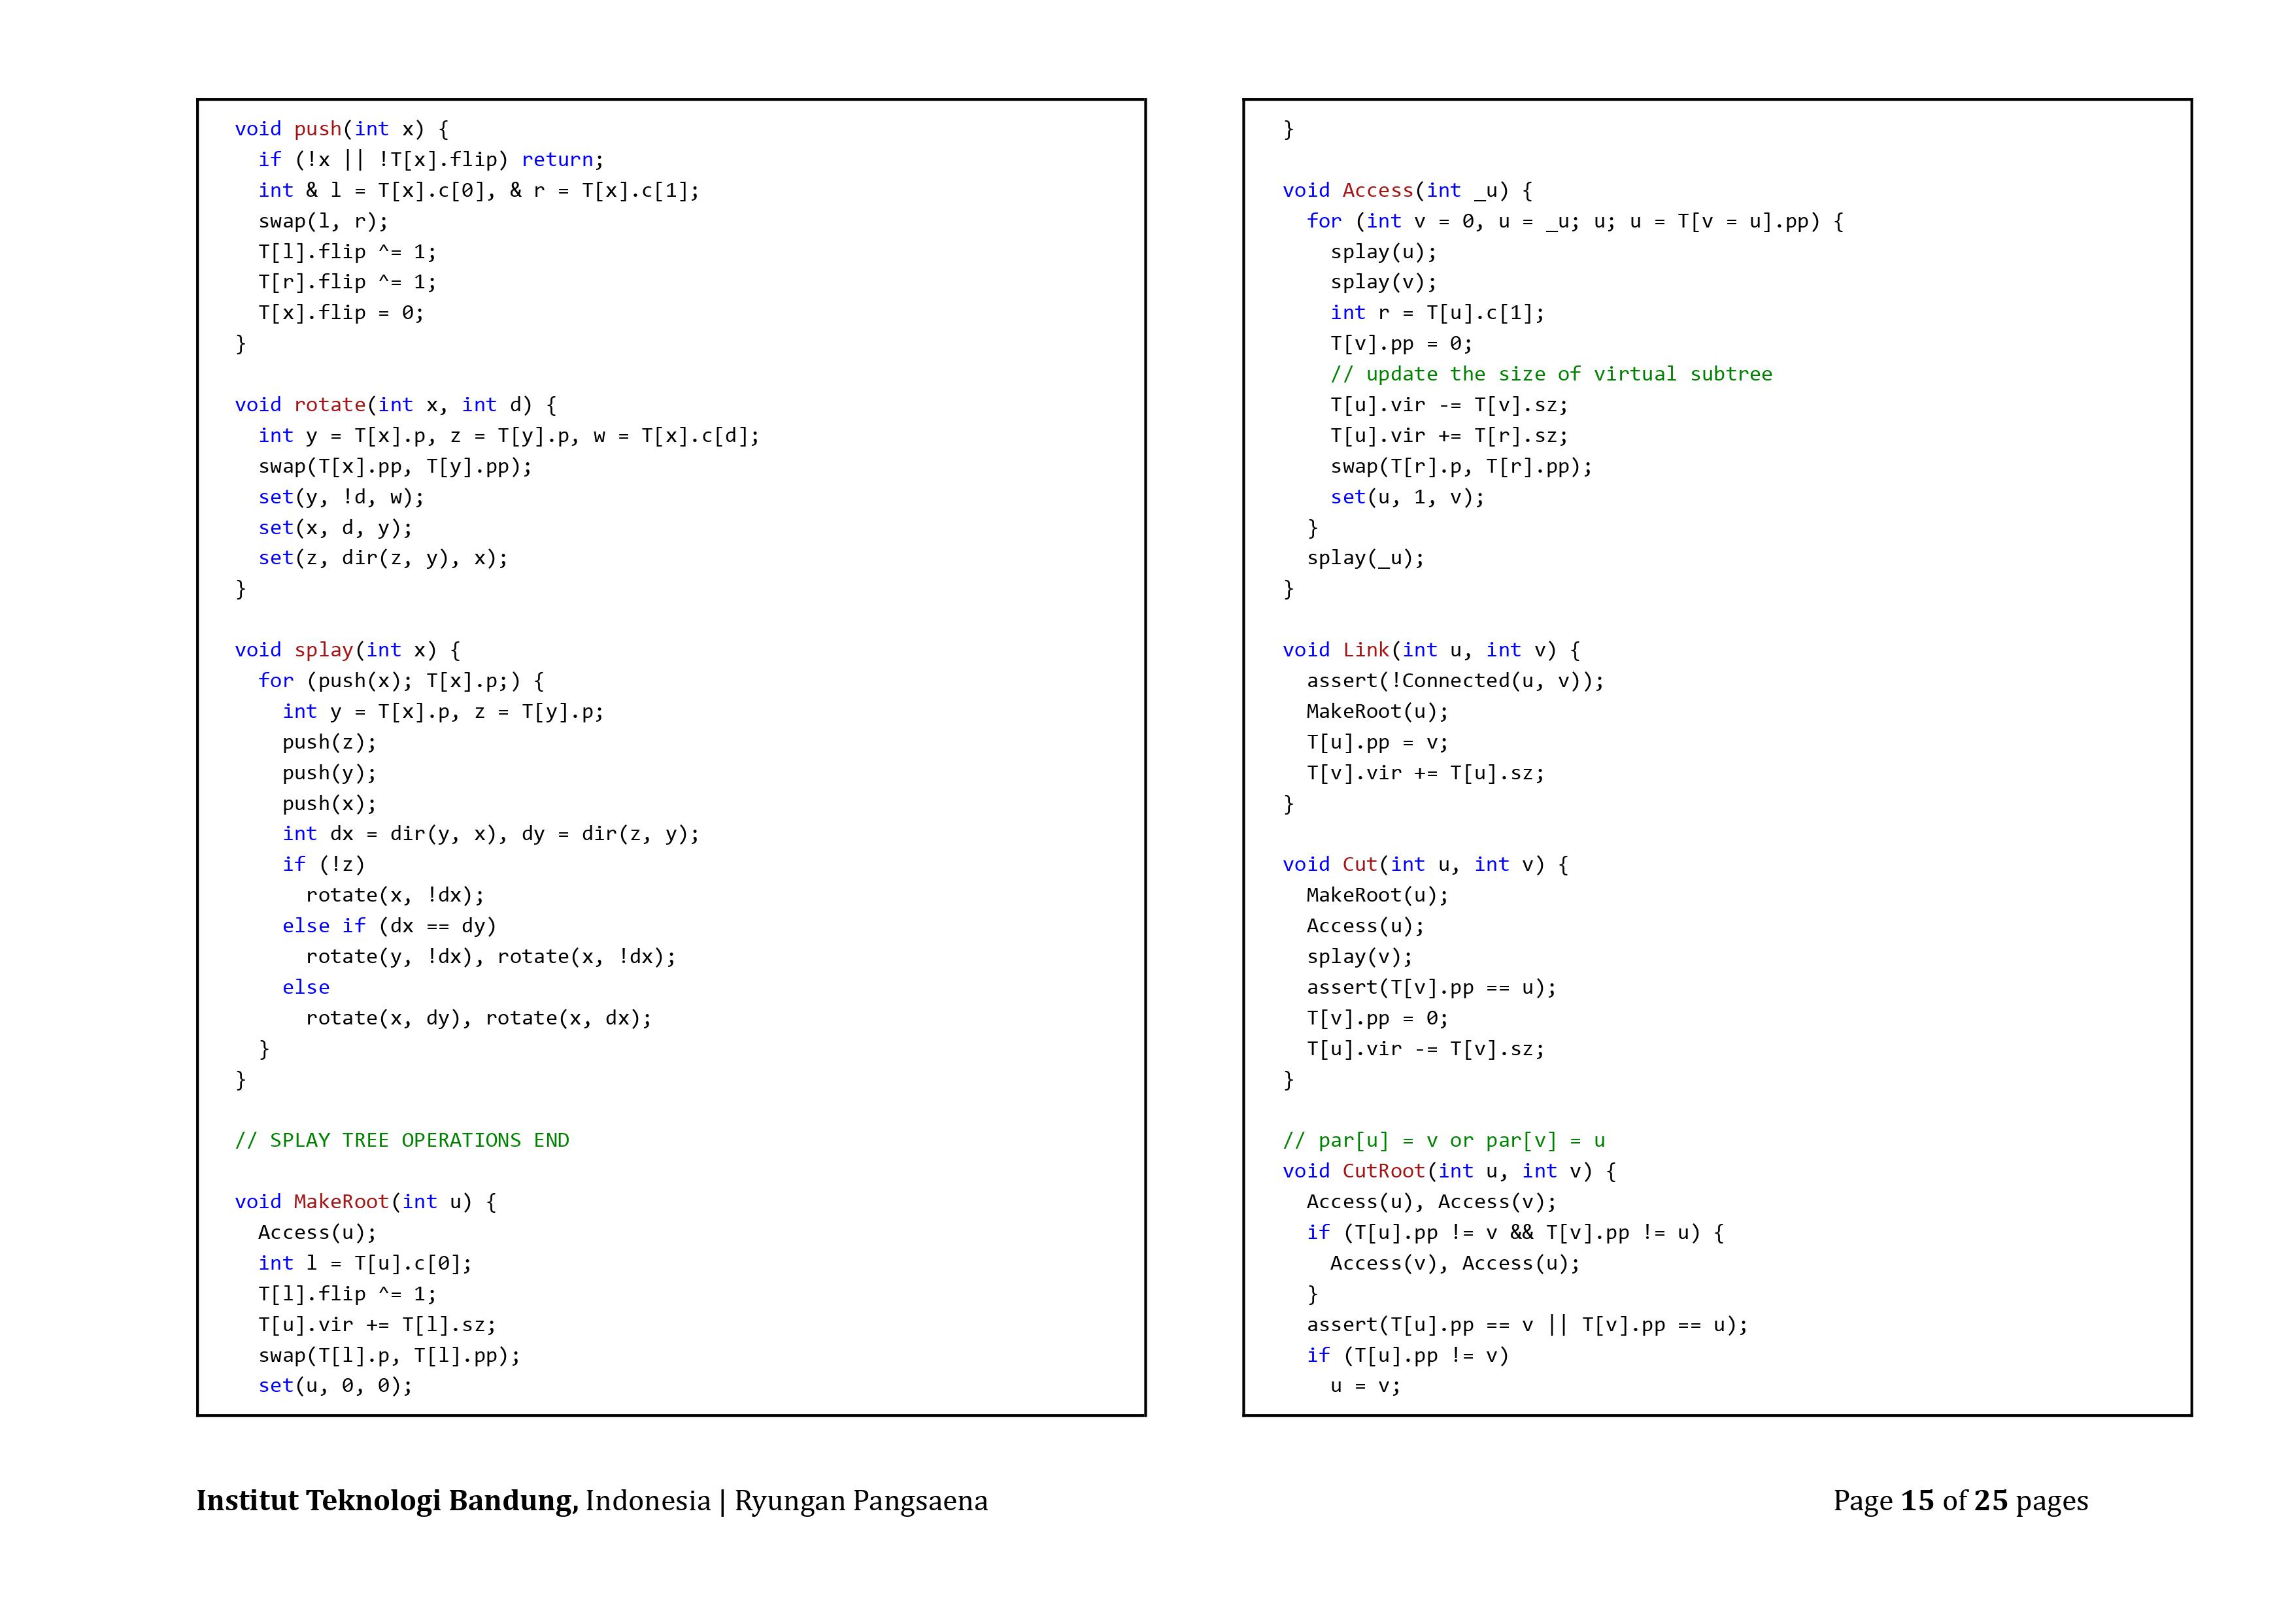 void push(int x) {
  if (!x || !T[x].flip) return;
  int & l = T[x].c[0], & r = T[x].c[1];
  swap(l, r);
  T[l].flip ^= 1;
  T[r].flip ^= 1;
  T[x].flip = 0;
}

void rotate(int x, int d) {
  int y = T[x].p, z = T[y].p, w = T[x].c[d];
  swap(T[x].pp, T[y].pp);
  set(y, !d, w);
  set(x, d, y);
  set(z, dir(z, y), x);
}

void splay(int x) {
  for (push(x); T[x].p;) {
    int y = T[x].p, z = T[y].p;
    push(z);
    push(y);
    push(x);
    int dx = dir(y, x), dy = dir(z, y);
    if (!z)
      rotate(x, !dx);
    else if (dx == dy)
      rotate(y, !dx), rotate(x, !dx);
    else
      rotate(x, dy), rotate(x, dx);
  }
}

// SPLAY TREE OPERATIONS END

void MakeRoot(int u) {
  Access(u);
  int l = T[u].c[0];
  T[l].flip ^= 1;
  T[u].vir += T[l].sz;
  swap(T[l].p, T[l].pp);
  set(u, 0, 0);
}

void Access(int _u) {
  for (int v = 0, u = _u; u; u = T[v = u].pp) {
    splay(u);
    splay(v);
    int r = T[u].c[1];
    T[v].pp = 0;
    // update the size of virtual subtree
    T[u].vir -= T[v].sz;
    T[u].vir += T[r].sz;
    swap(T[r].p, T[r].pp);
    set(u, 1, v);
  }
  splay(_u);
}

void Link(int u, int v) {
  assert(!Connected(u, v));
  MakeRoot(u);
  T[u].pp = v;
  T[v].vir += T[u].sz;
}

void Cut(int u, int v) {
  MakeRoot(u);
  Access(u);
  splay(v);
  assert(T[v].pp == u);
  T[v].pp = 0;
  T[u].vir -= T[v].sz;
}

// par[u] = v or par[v] = u
void CutRoot(int u, int v) {
  Access(u), Access(v);
  if (T[u].pp != v && T[v].pp != u) {
    Access(v), Access(u);
  }
  assert(T[u].pp == v || T[v].pp == u);
  if (T[u].pp != v)
    u = v;
Institut Teknologi Bandung, Indonesia | Ryungan Pangsaena
Page 15 of 25 pages